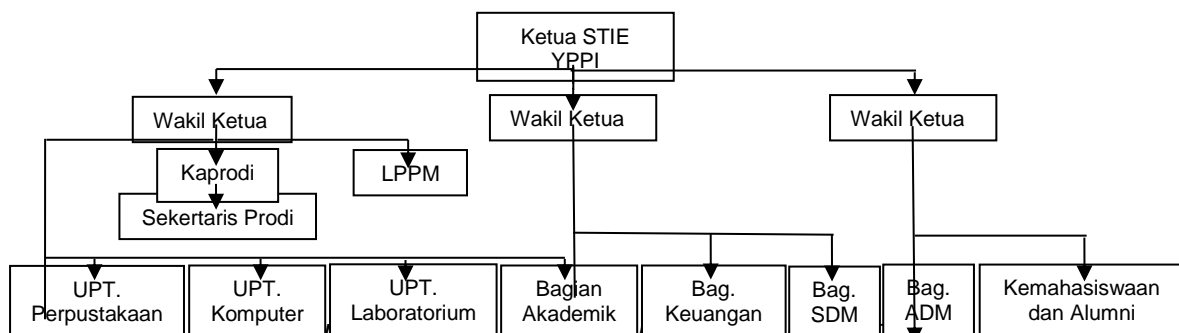 Ketua STIE
YPPI
Wakil Ketua
Wakil Ketua
Wakil Ketua
Kaprodi
LPPM
Sekertaris Prodi
UPT.
Perpustakaan
UPT.
Komputer
UPT.
Laboratorium
Bagian
Akademik
Bag.
Keuangan
Bag.
SDM
Bag.
ADM
Kemahasiswaan
dan Alumni